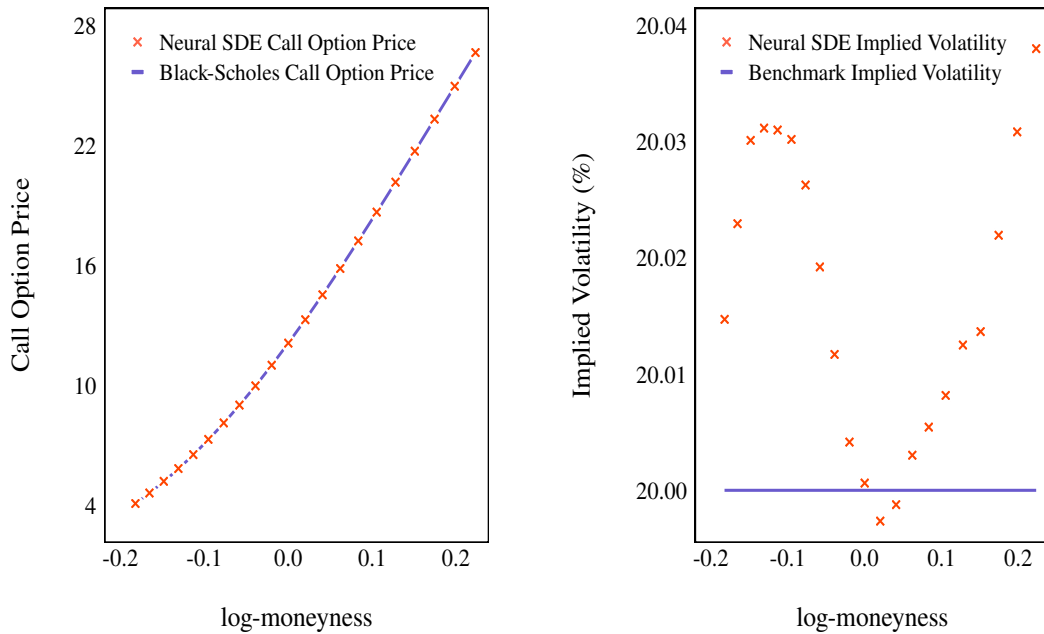 28
22
16
10
4
Call Option Price
Neural SDE Call Option Price
Black-Scholes Call Option Price
-0.2
-0.1
0.0
0.1
0.2
log-moneyness
20.04
20.03
20.02
20.01
20.00
Implied Volatility (%)
Neural SDE Implied Volatility
Benchmark Implied Volatility
-0.2
-0.1
0.0
0.1
0.2
log-moneyness